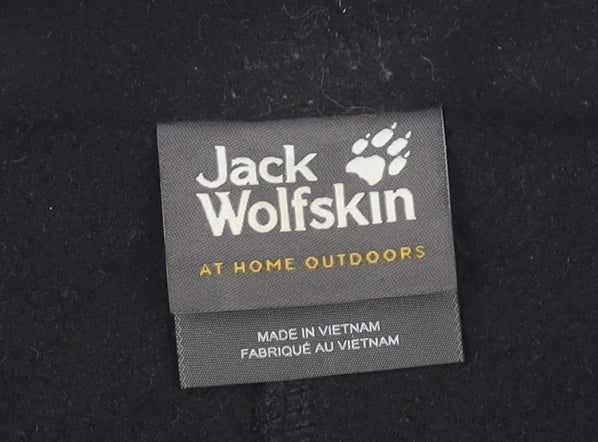 Jack
Wolfskin
AT HOME OUTDOORS
MADE IN VIETNAM
FABRIQUÉ AU VIETNAM